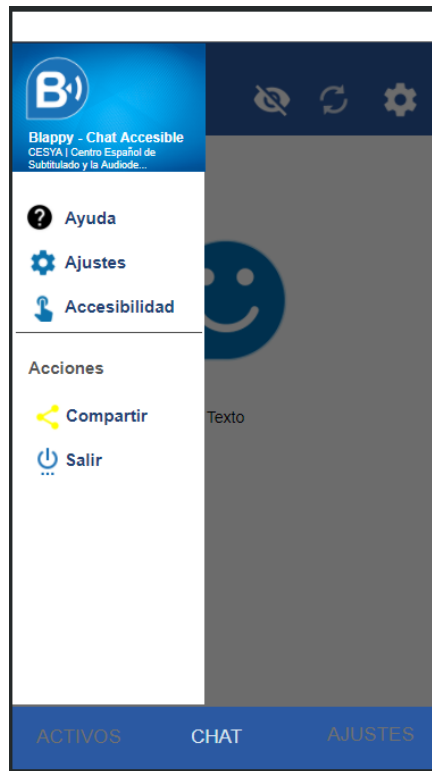 B
Blappy - Chat Accesible
CESYA | Centro Español de
Subtitulado y la Audiode...
? Ayuda
Ajustes
Accesibilidad
Acciones
Compartir
Texto
Salir
ACTIVOS CHAT AJUSTES